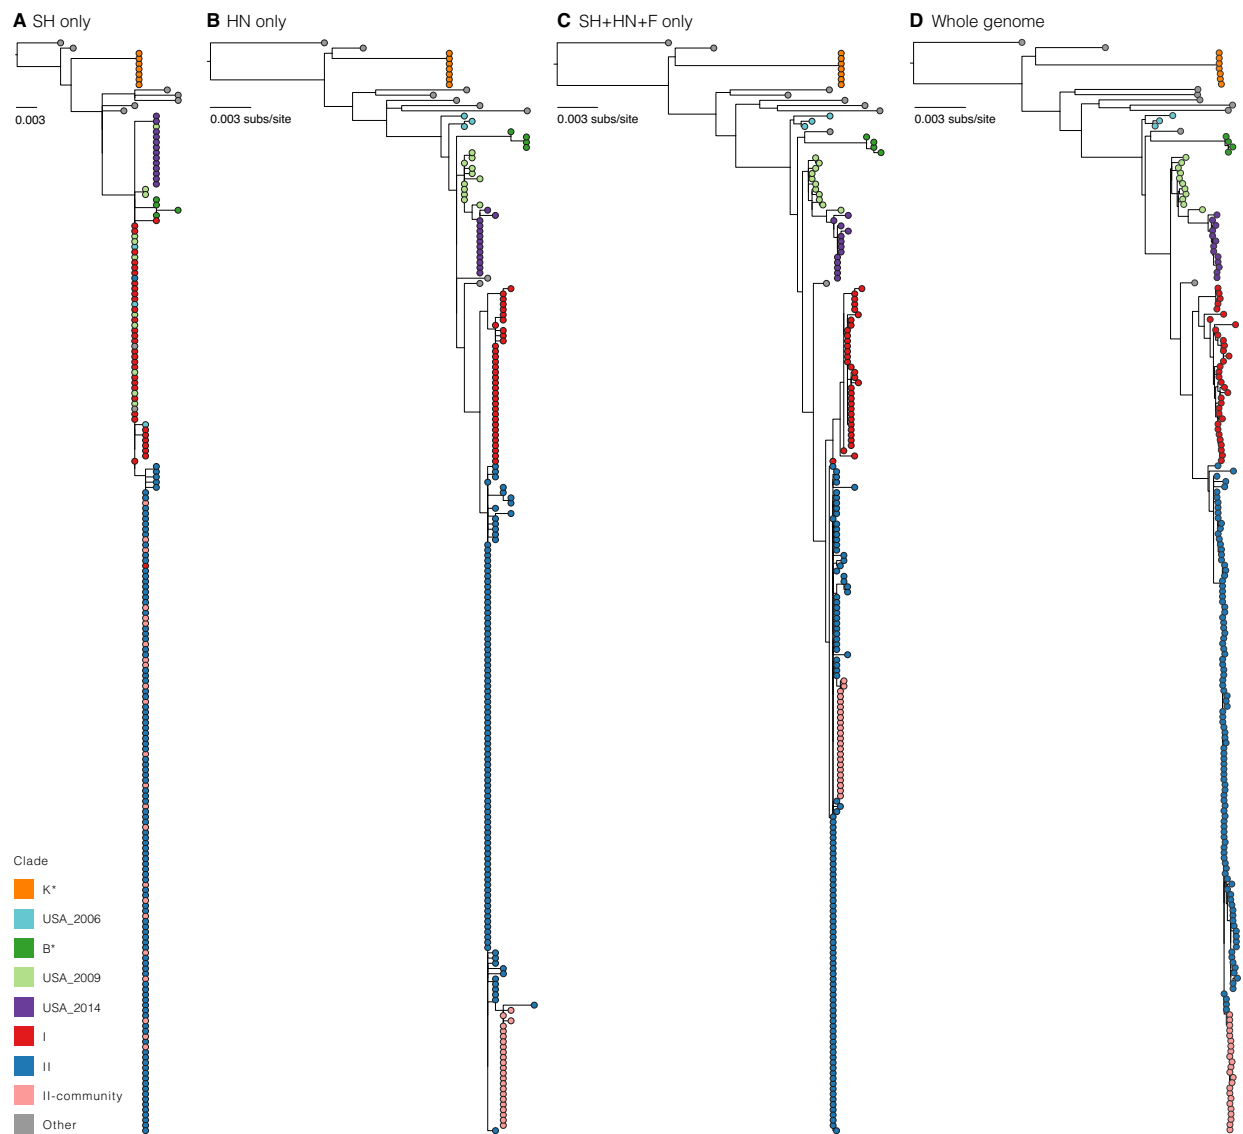 A SH only
B HN only
C SH+HN+F only
D Whole genome
0.003
0.003 subs/site
0.003 subs/site
0.003 subs/site
Clade
K*
USA_2006
B*
USA_2009
USA_2014
I
II
II-community
Other